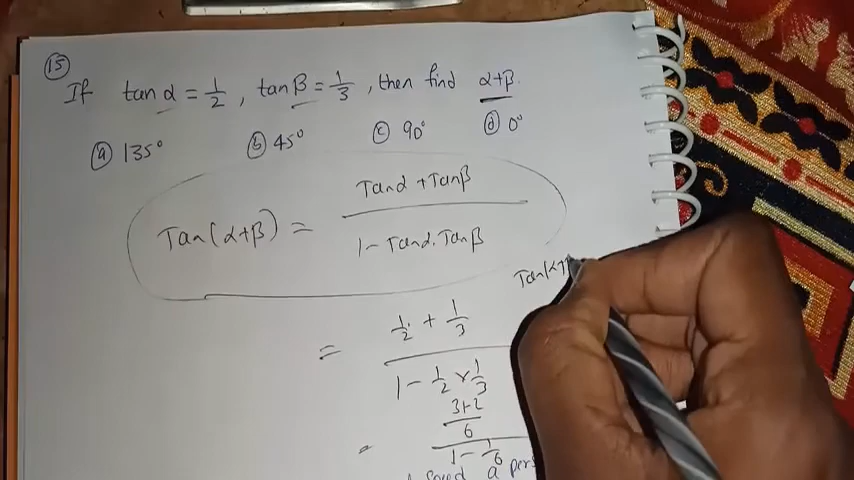 15
If tan α = 1/2, tan β = 1/3, then find α+β.
(a) 135° (b) 45° (c) 90° (d) 0°
Tan(α+β) = (Tanα + Tanβ)/(1 - Tanα. Tanβ)
Tan(α+β
= (1/2 + 1/3)/(1 - 1/2 × 1/3)
= ((3+2)/6)/(1 - 1/6)